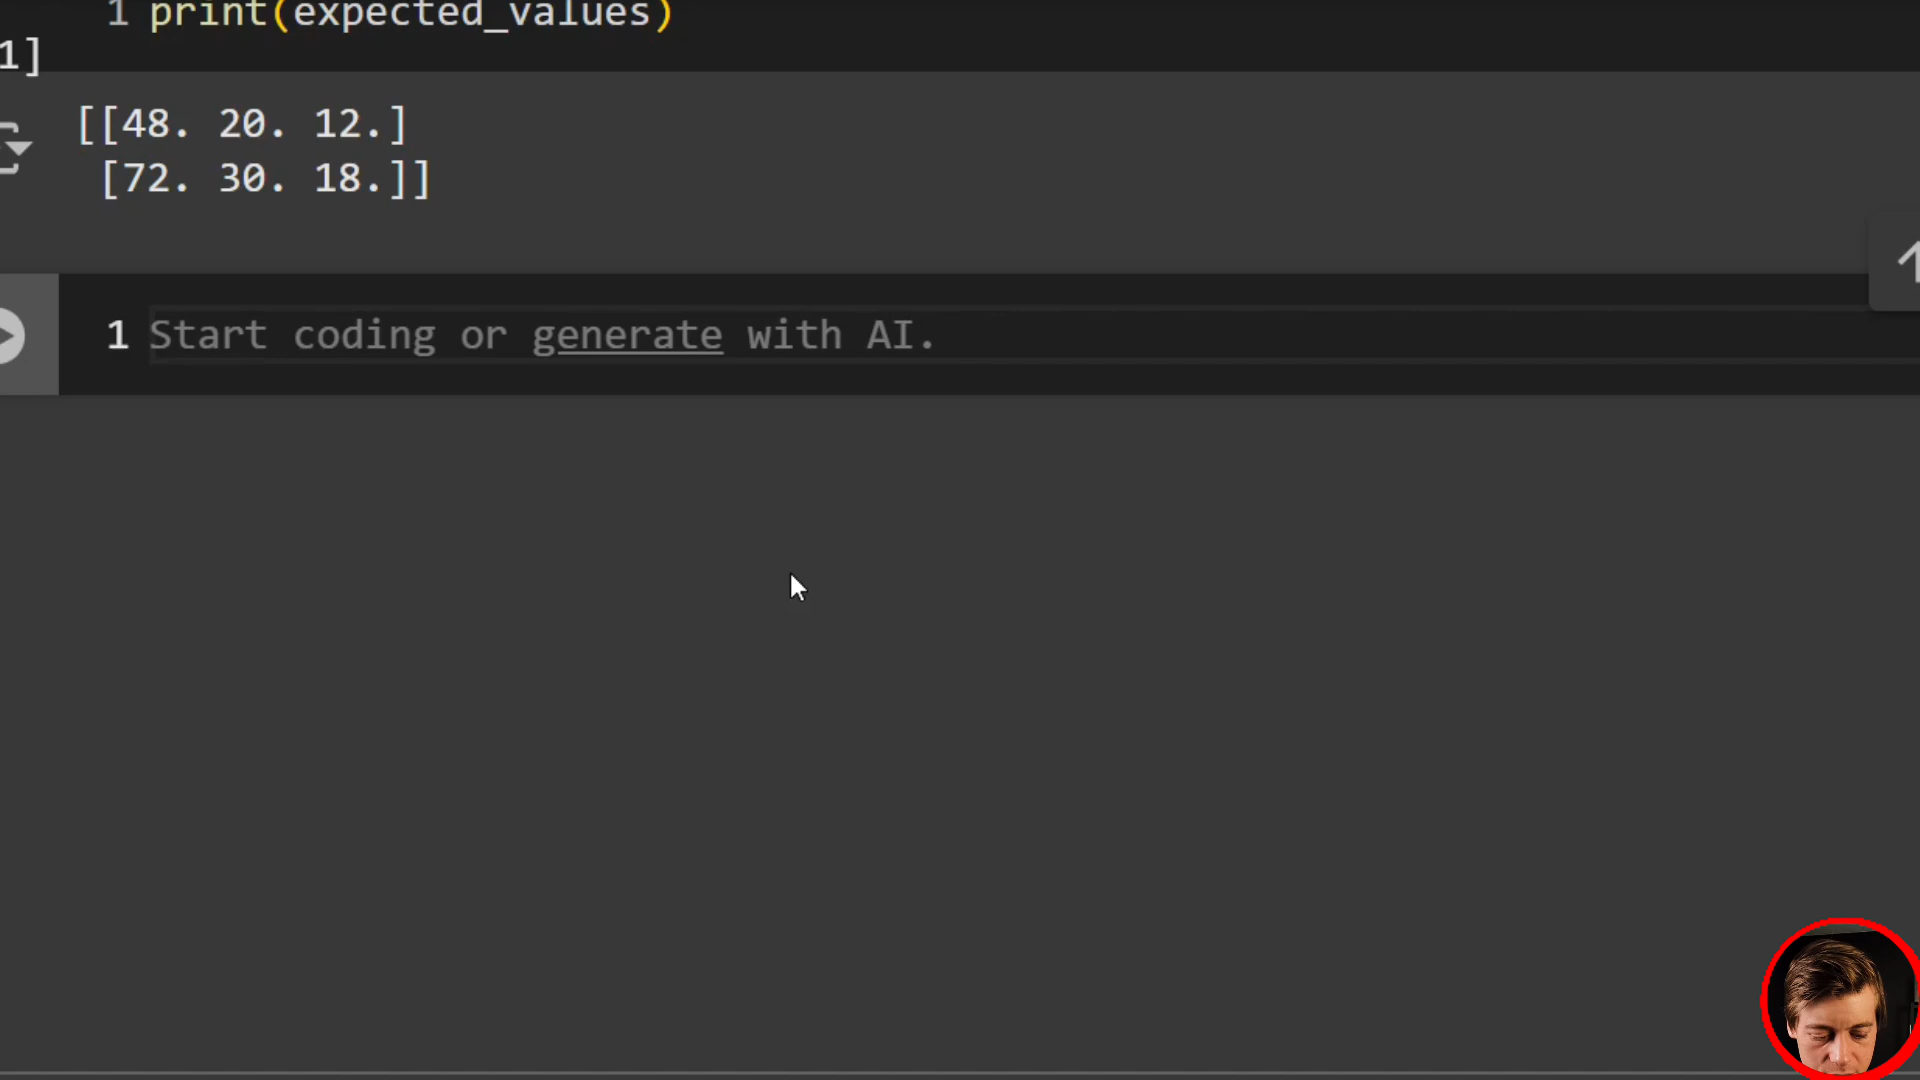 1 print(expected_values)
1]
[[48. 20. 12.]
[72. 30. 18.]]
1 Start coding or generate with AI.